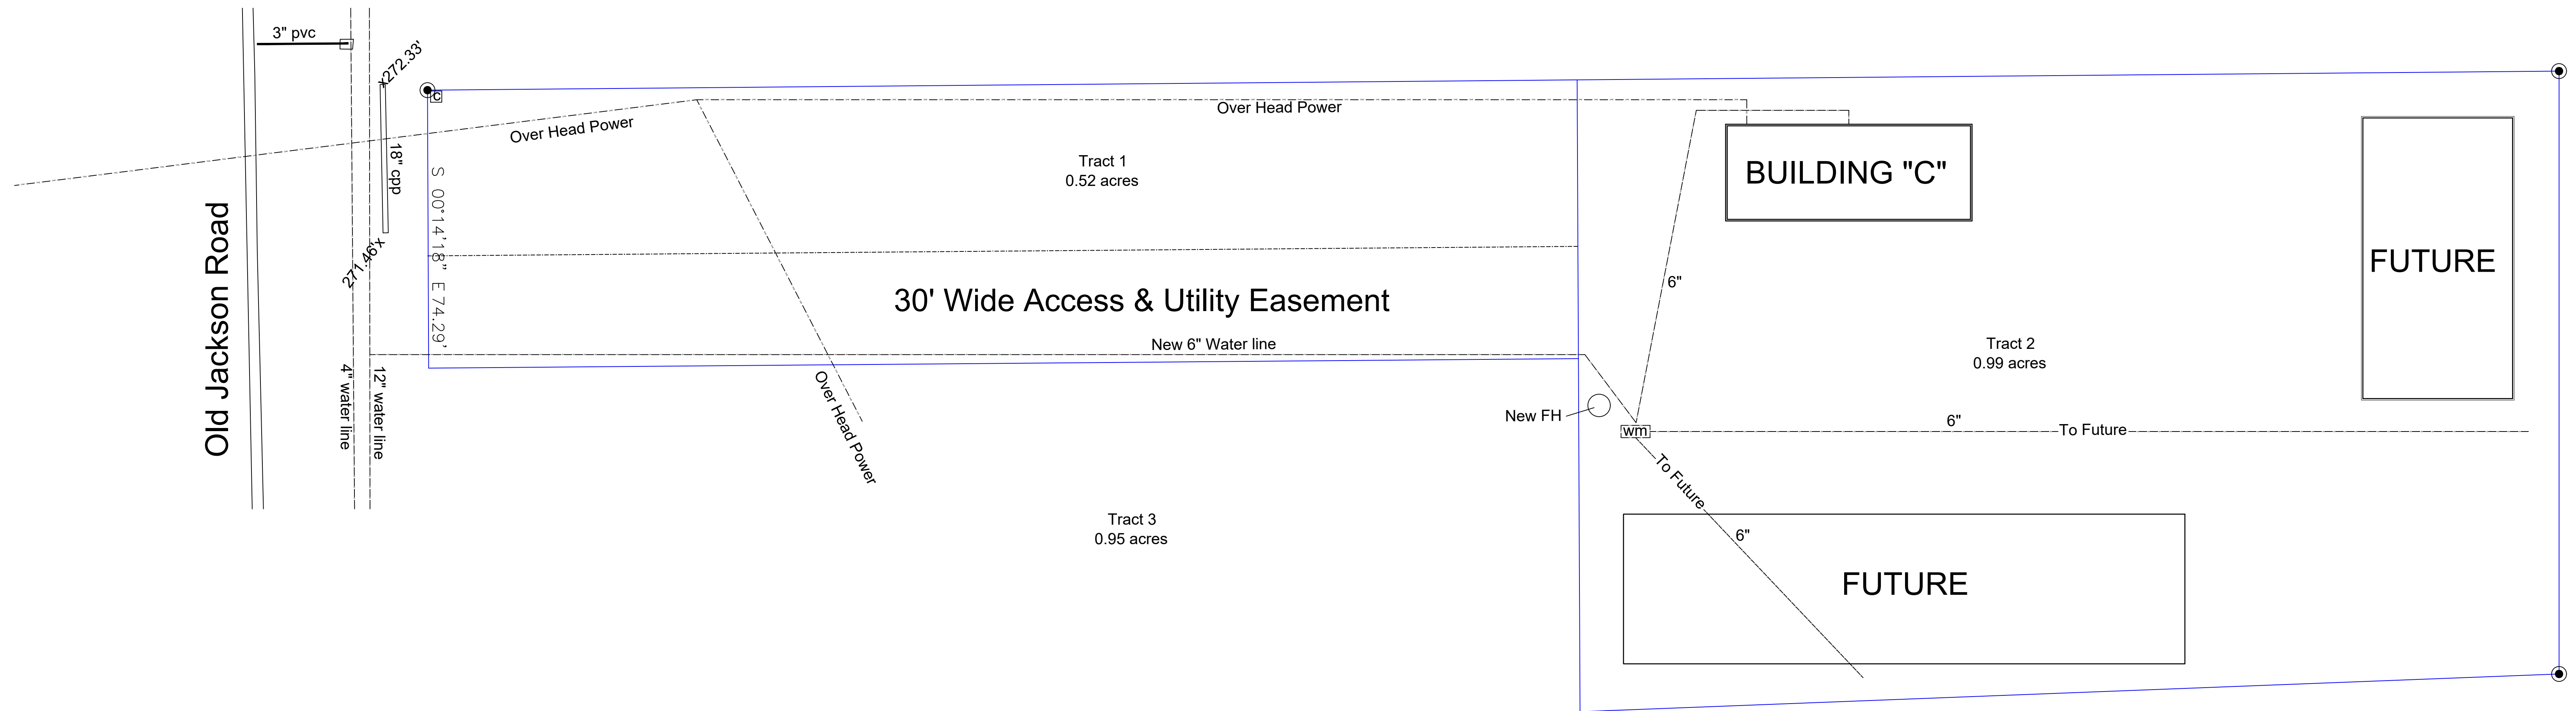 3" pvc
x272.33'
c
Over Head Power
Over Head Power
18" cpp
Tract 1
0.52 acres
BUILDING "C"
S 00°14'18" E 74.29'
271.46'x
Old Jackson Road
FUTURE
6"
30' Wide Access & Utility Easement
New 6" Water line
Tract 2
0.99 acres
4" water line
12" water line
Over Head Power
New FH
wm
6"
To Future
To Future
Tract 3
0.95 acres
6"
FUTURE